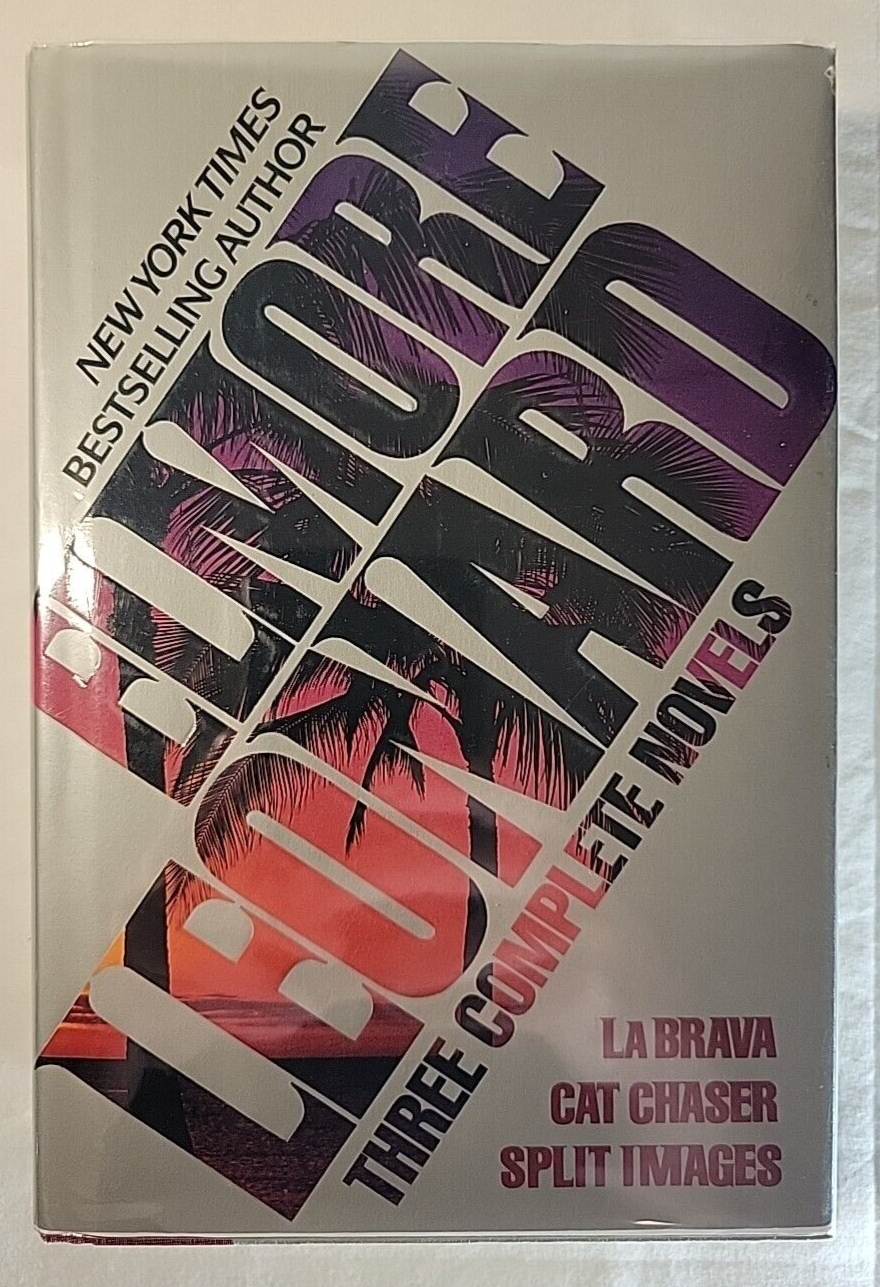 NEW YORK TIMES
BESTSELLING AUTHOR
ELMORE
LEONARD
THREE COMPLETE NOVELS
LA BRAVA
CAT CHASER
SPLIT IMAGES